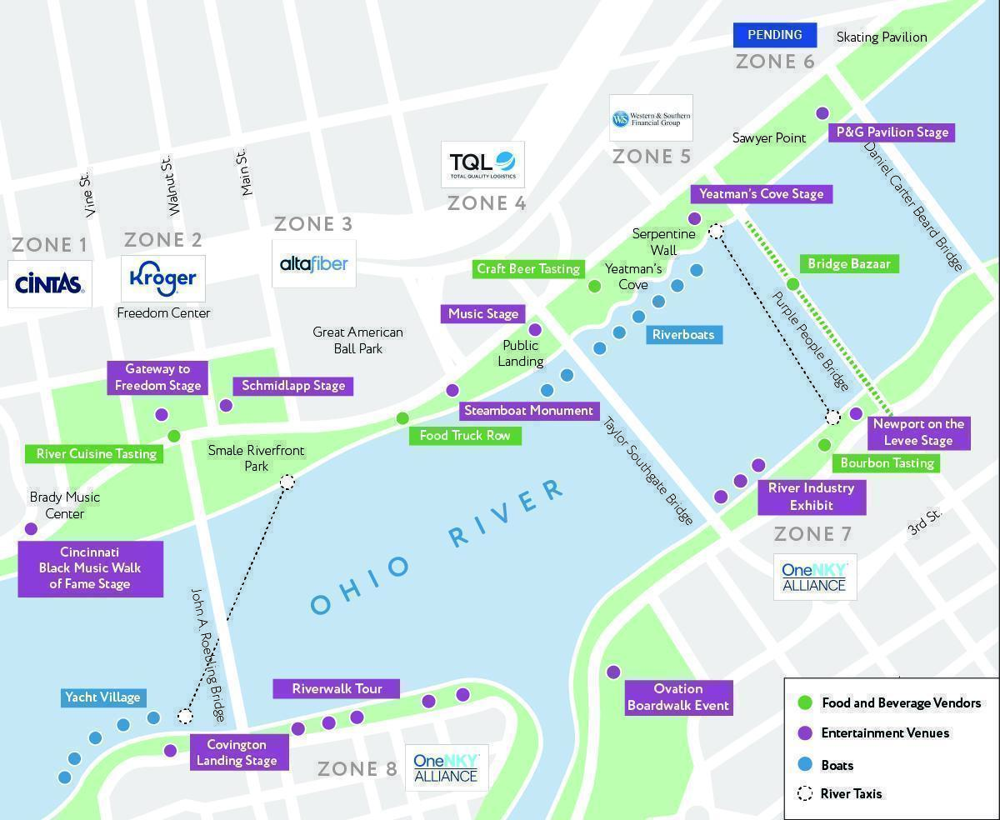 PENDING
ZONE 6
Skating Pavilion
Western & Southern
Financial Group
ZONE 5
Sawyer Point
P&G Pavilion Stage
Daniel Carter Beard Bridge
TQL
TOTAL QUALITY LOGISTICS
ZONE 4
Yeatman's Cove Stage
Vine St.
Walnut St.
Main St.
ZONE 3
altafiber
ZONE 2
Kroger
Freedom Center
ZONE 1
CINTAS
Serpentine
Wall
Craft Beer Tasting
Yeatman's
Cove
Bridge Bazaar
Purple People Bridge
Music Stage
Riverboats
Great American
Ball Park
Public
Landing
Gateway to
Freedom Stage
Schmidlapp Stage
Steamboat Monument
Food Truck Row
Taylor Southgate Bridge
Newport on the
Levee Stage
Bourbon Tasting
River Cuisine Tasting
Smale Riverfront
Park
River Industry
Exhibit
3rd St.
ZONE 7
OneNKY
ALLIANCE
Brady Music
Center
Cincinnati
Black Music Walk
of Fame Stage
OHIO RIVER
John A. Roebling Bridge
Yacht Village
Riverwalk Tour
Ovation
Boardwalk Event
Covington
Landing Stage
ZONE 8
OneNKY
ALLIANCE
Food and Beverage Vendors
Entertainment Venues
Boats
River Taxis